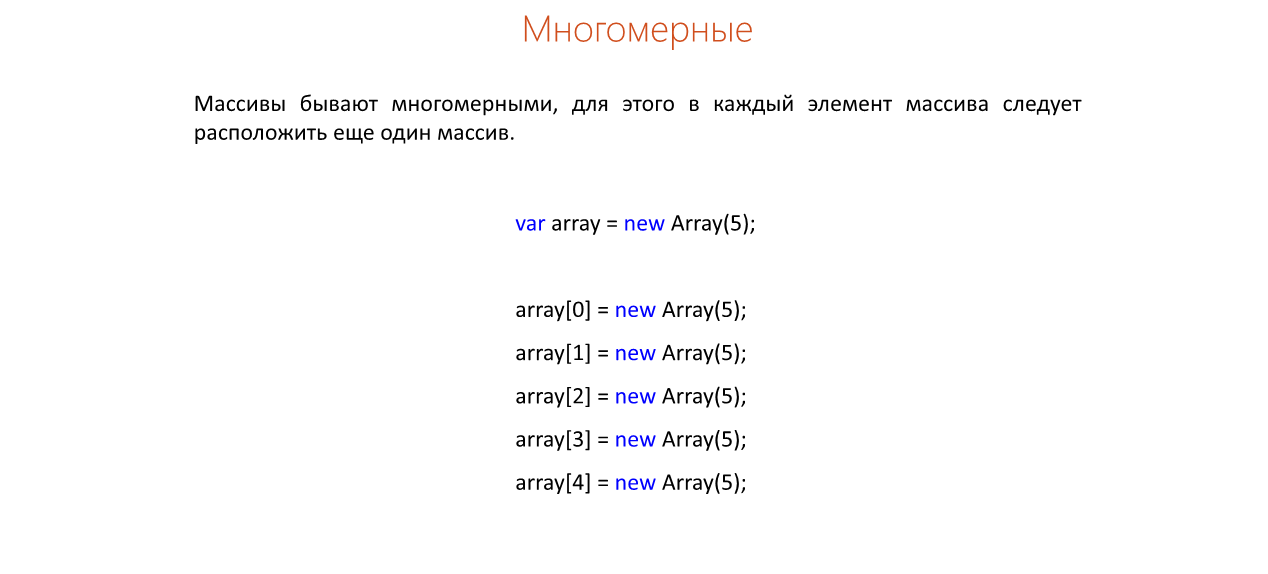 Многомерные
Массивы бывают многомерными, для этого в каждый элемент массива следует
расположить еще один массив.
var array = new Array(5);
array[0] = new Array(5);
array[1] = new Array(5);
array[2] = new Array(5);
array[3] = new Array(5);
array[4] = new Array(5);